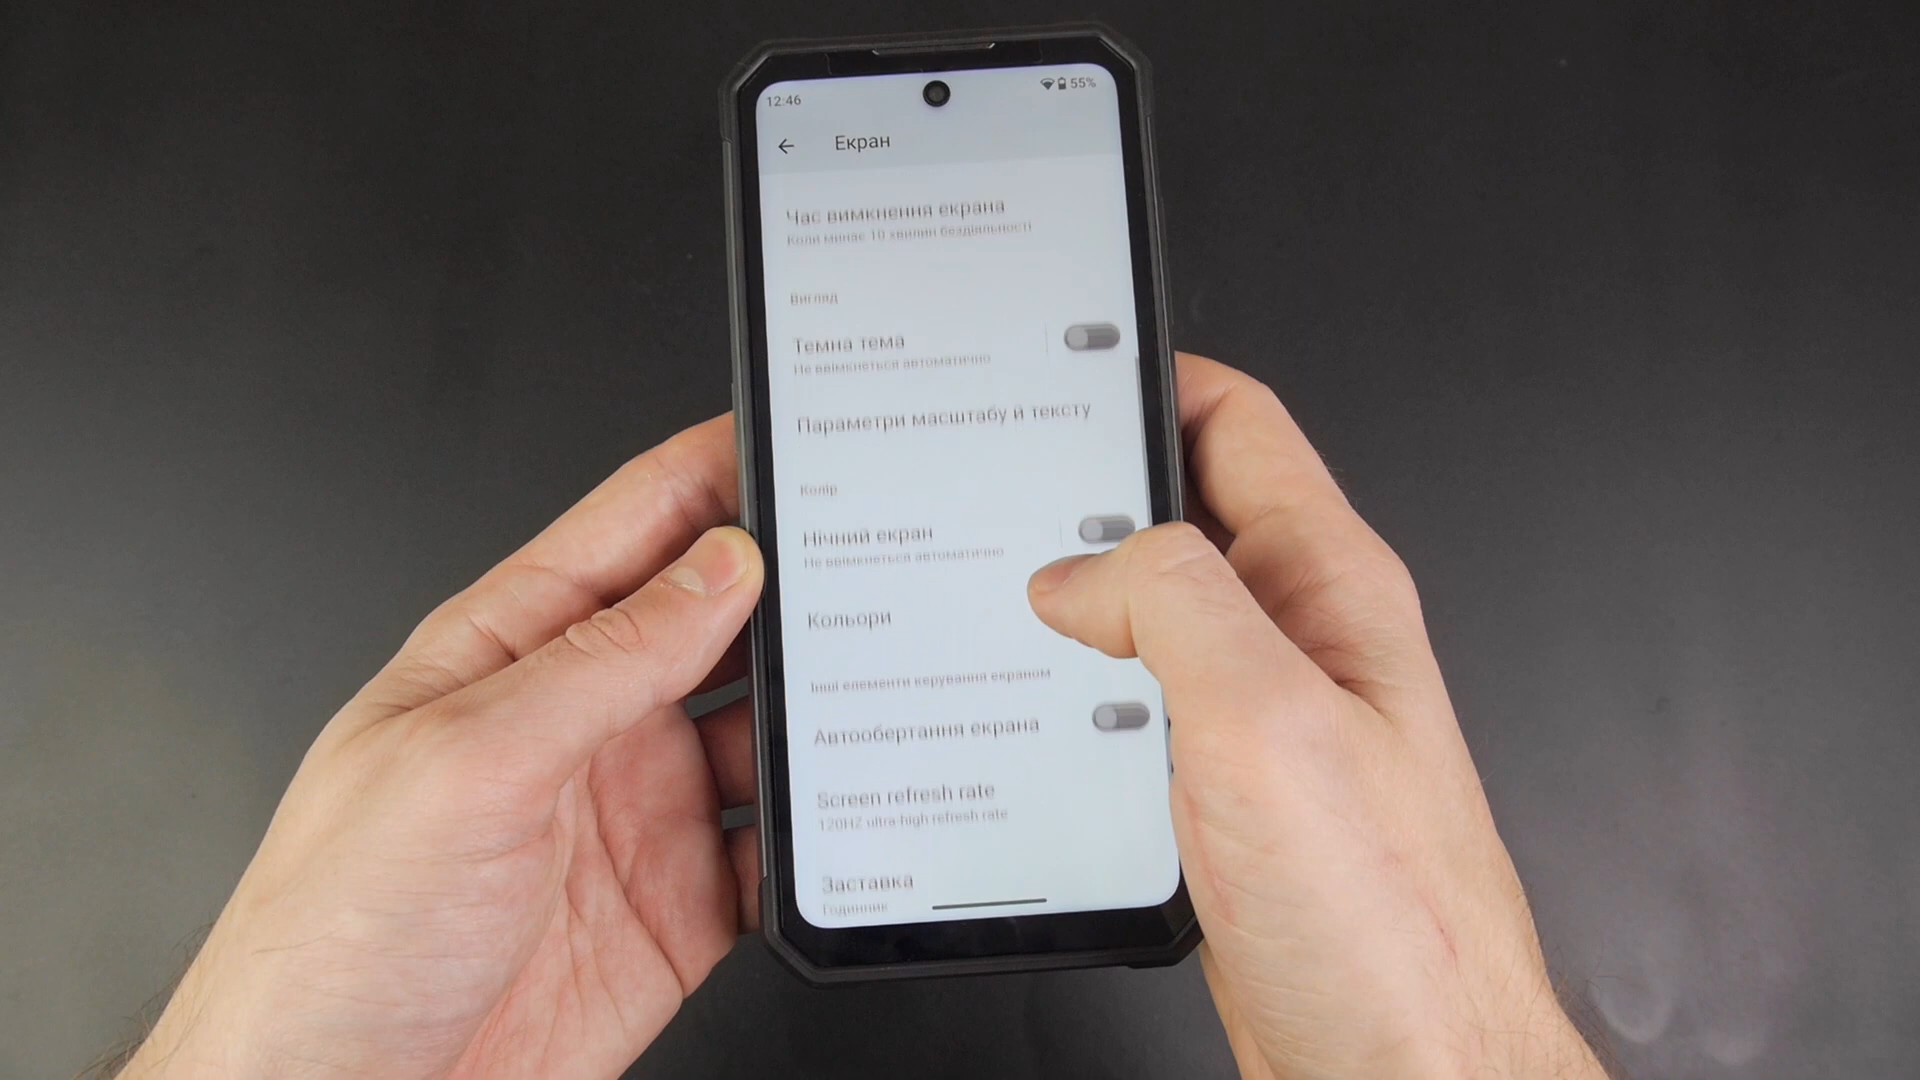 12:46
55%
Екран
Час вимкнення екрана
Коли минає 10 хвилин бездіяльності
Вигляд
Темна тема
Не ввімкнеться автоматично
Параметри масштабу й тексту
Колір
Нічний екран
Не ввімкнеться автоматично
Кольори
Інші елементи керування екраном
Автообертання екрана
Screen refresh rate
120HZ ultra-high refresh rate
Заставка
Годинник